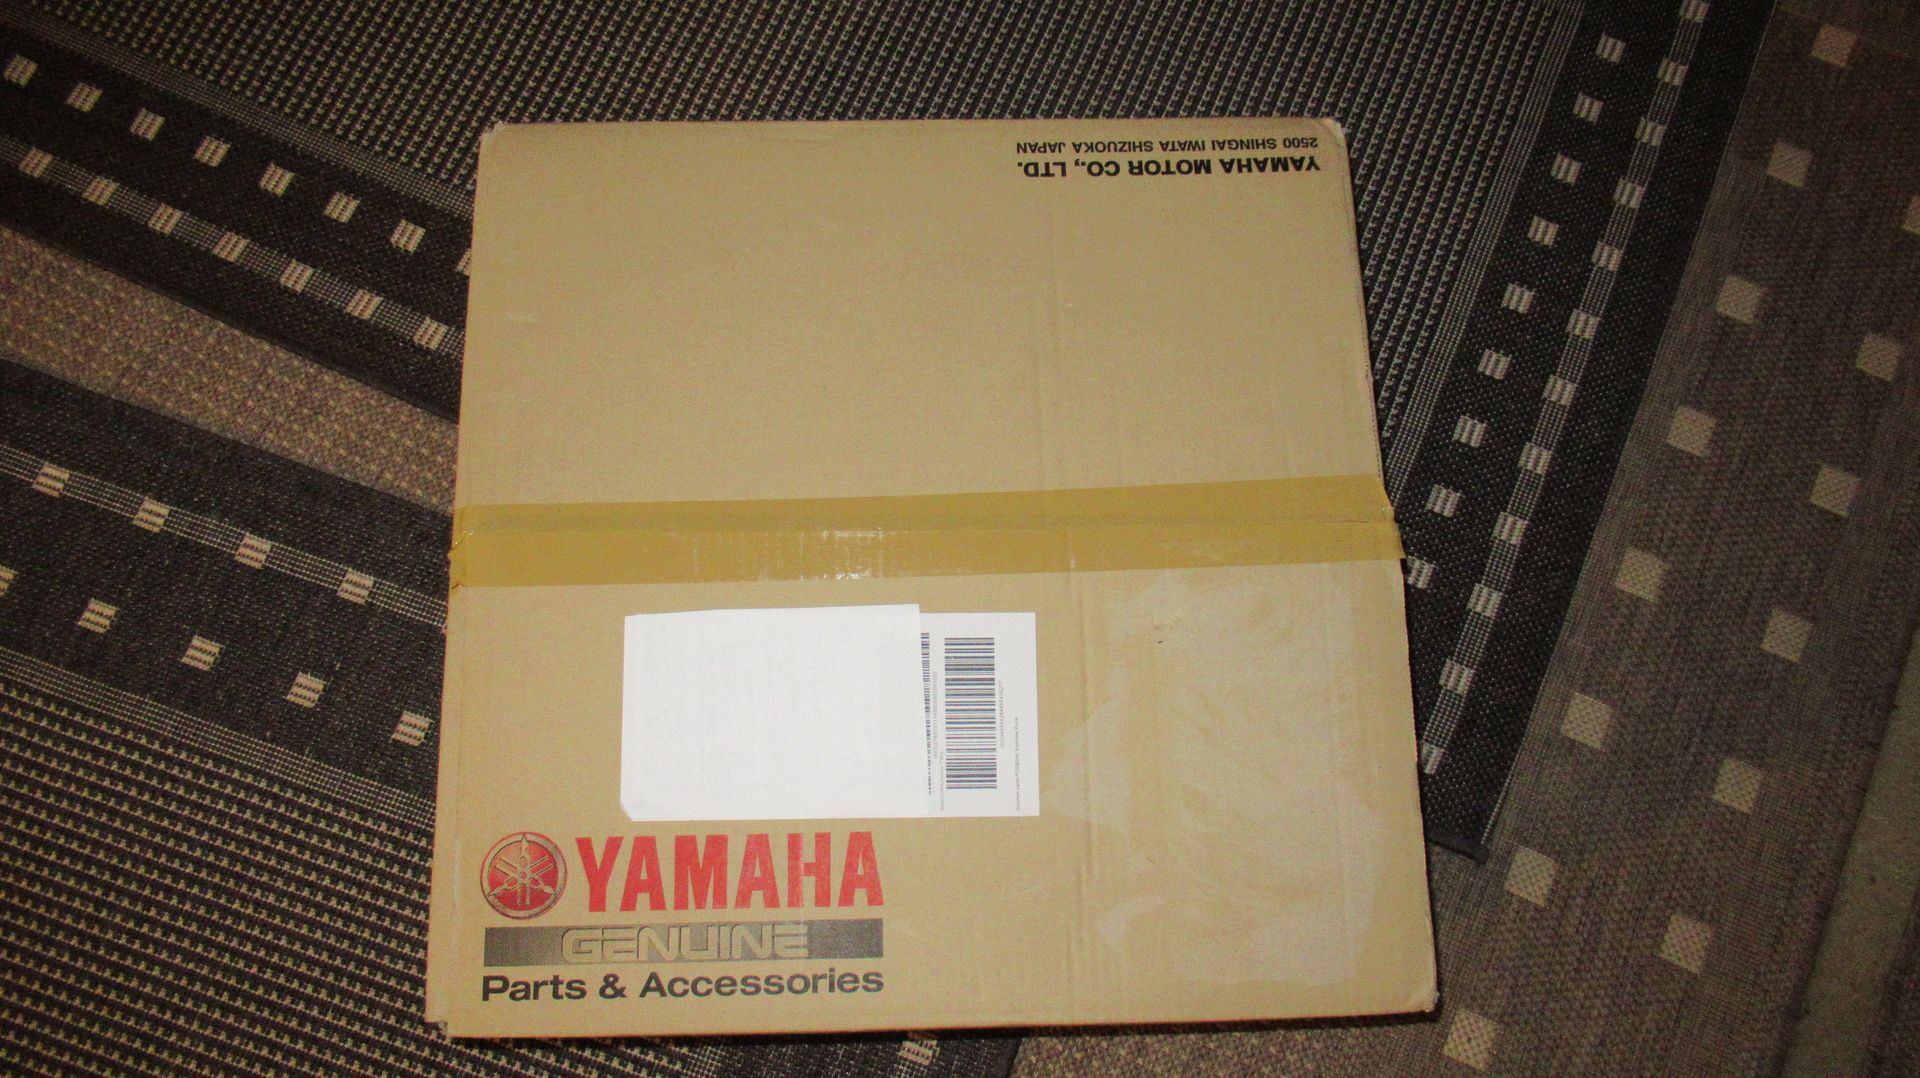 YAMAHA MOTOR CO., LTD.
2500 SHINGAI IWATA SHIZUOKA JAPAN
YAMAHA
GENUINE
Parts & Accessories